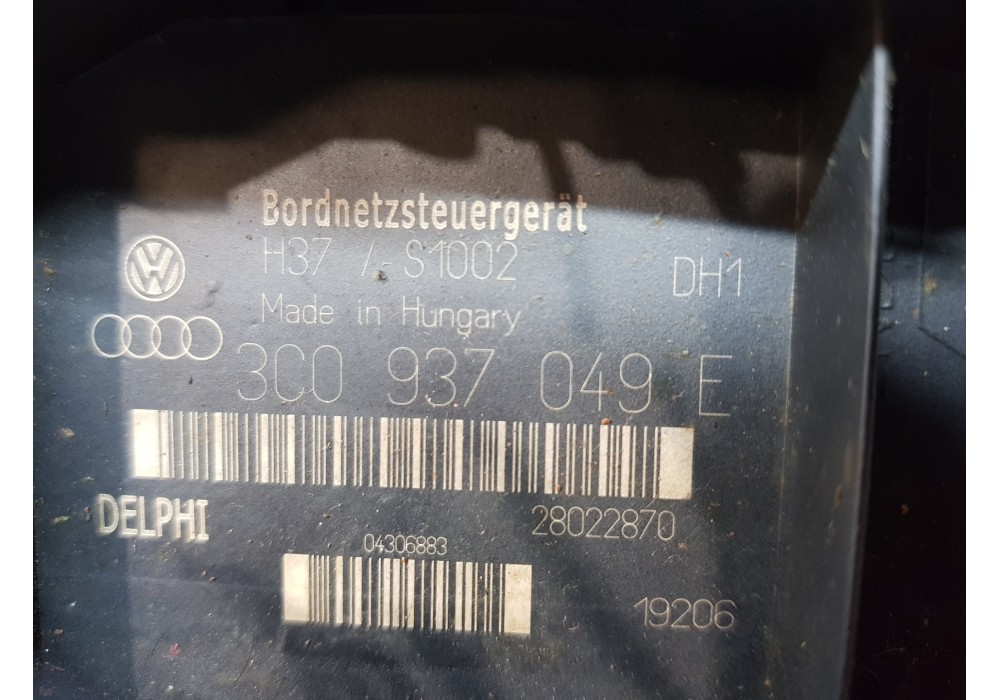 Bordnetzsteuergerät
H37 / S1002
DH1
Made in Hungary
3C0 937 049 E
DELPHI
28022870
04306883
19206